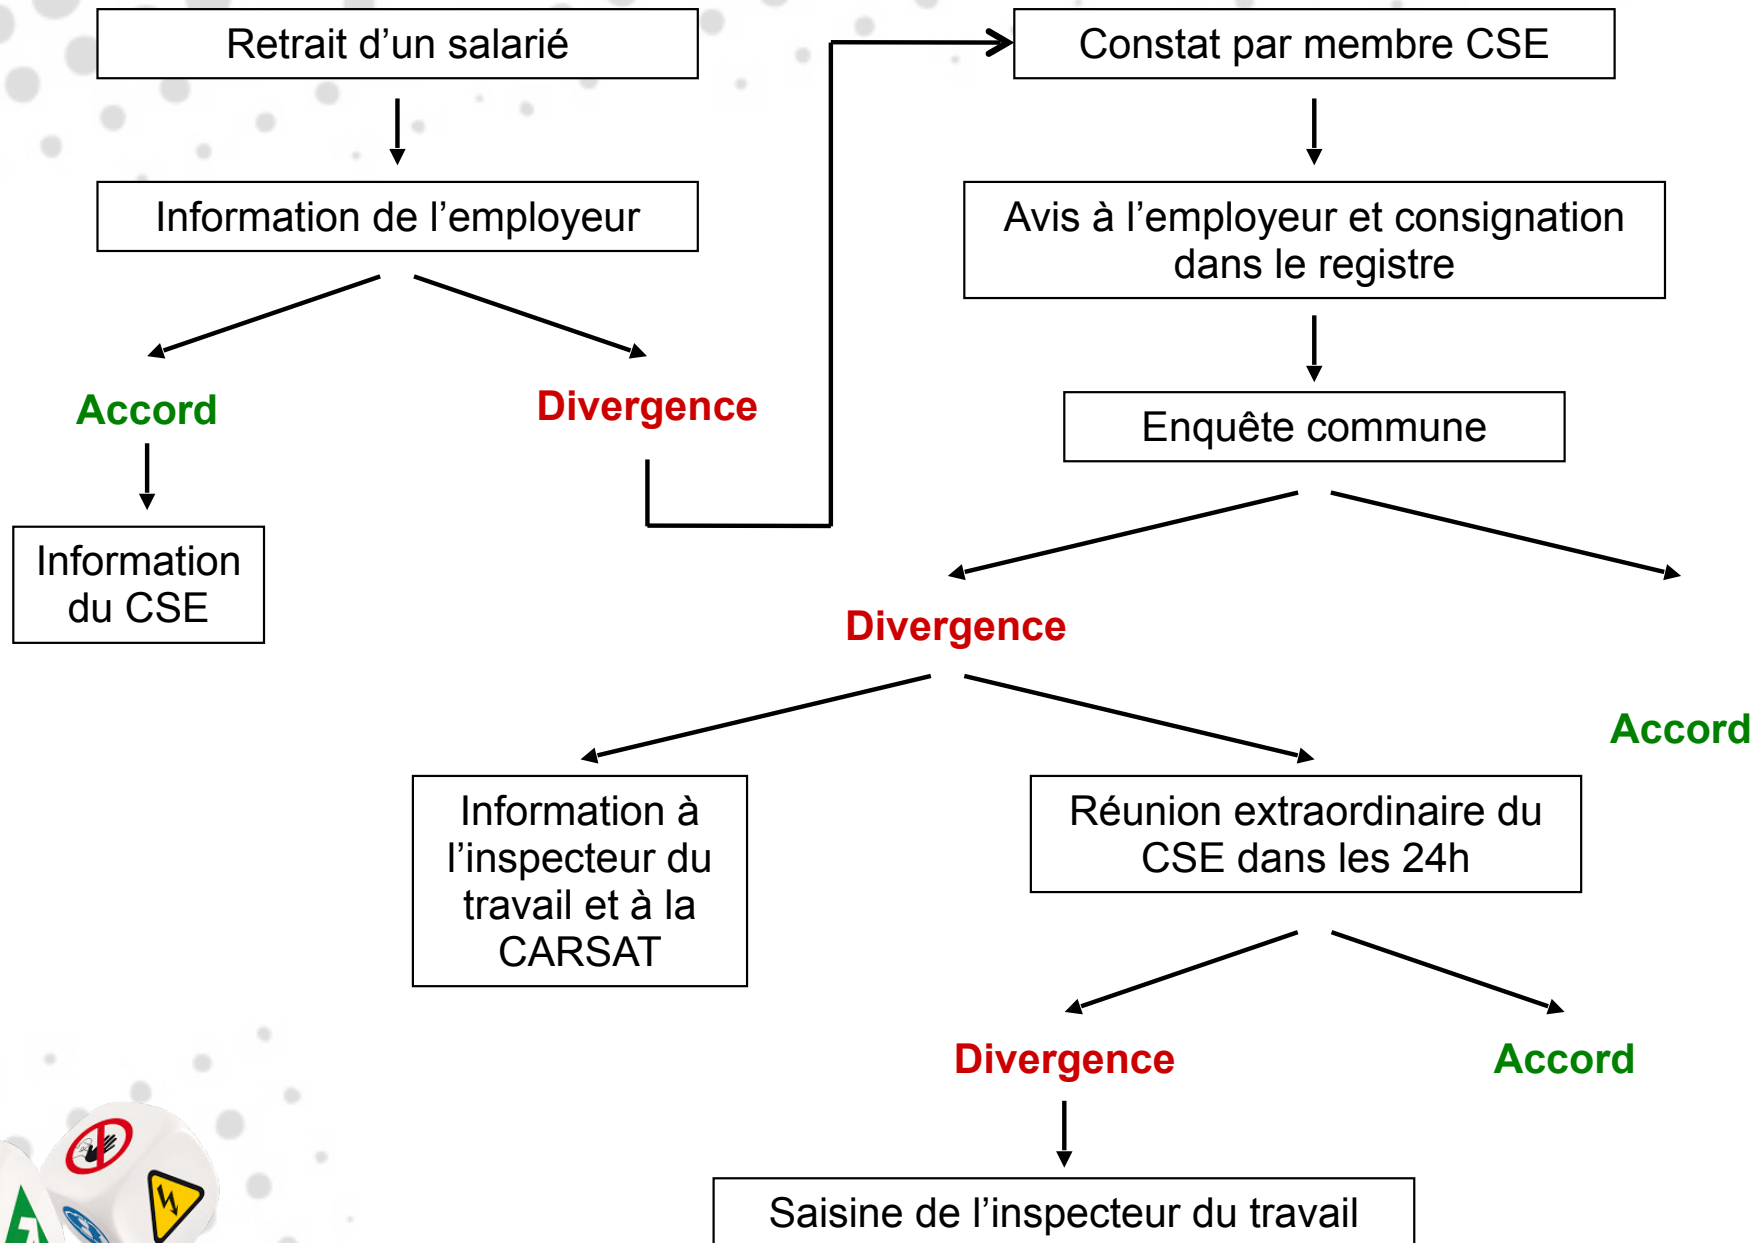 Retrait d’un salarié
Information de l’employeur
Accord
Divergence
Information
du CSE
Constat par membre CSE
Avis à l’employeur et consignation
dans le registre
Enquête commune
Divergence
Accord
Information à
l’inspecteur du
travail et à la
CARSAT
Réunion extraordinaire du
CSE dans les 24h
Divergence
Accord
Saisine de l’inspecteur du travail